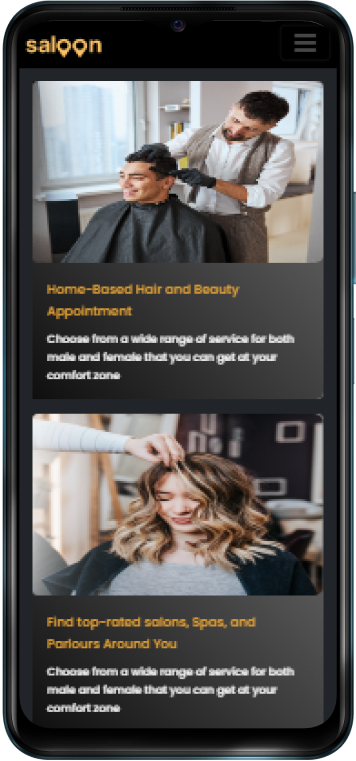 saloon
Home-Based Hair and Beauty
Appointment
Choose from a wide range of service for both
male and female that you can get at your
comfort zone
Find top-rated salons, Spas, and
Parlours Around You
Choose from a wide range of service for both
male and female that you can get at your
comfort zone